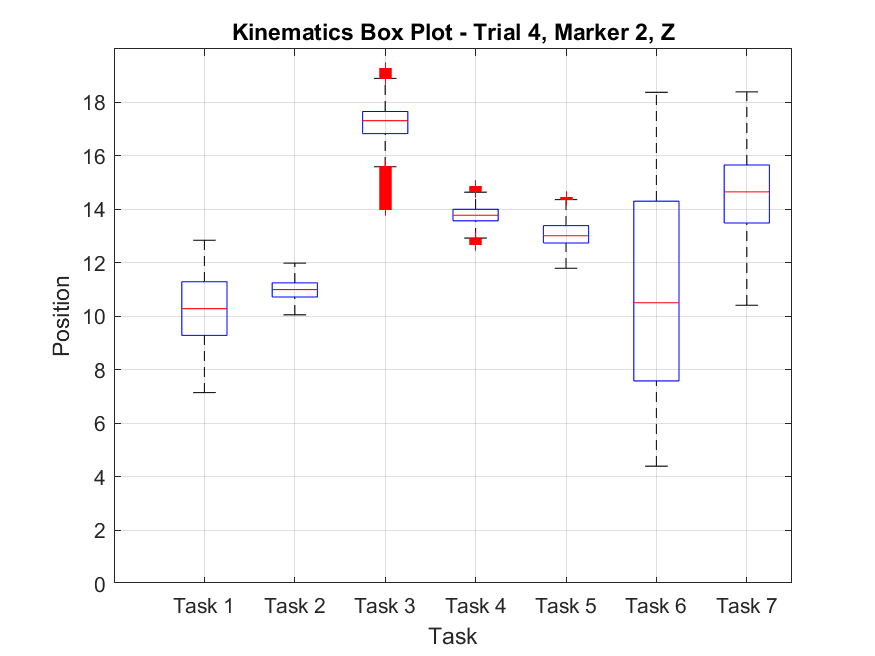 Kinematics Box Plot - Trial 4, Marker 2, Z
Position
18
16
14
12
10
8
6
4
2
0
Task 1 Task 2 Task 3 Task 4 Task 5 Task 6 Task 7
Task